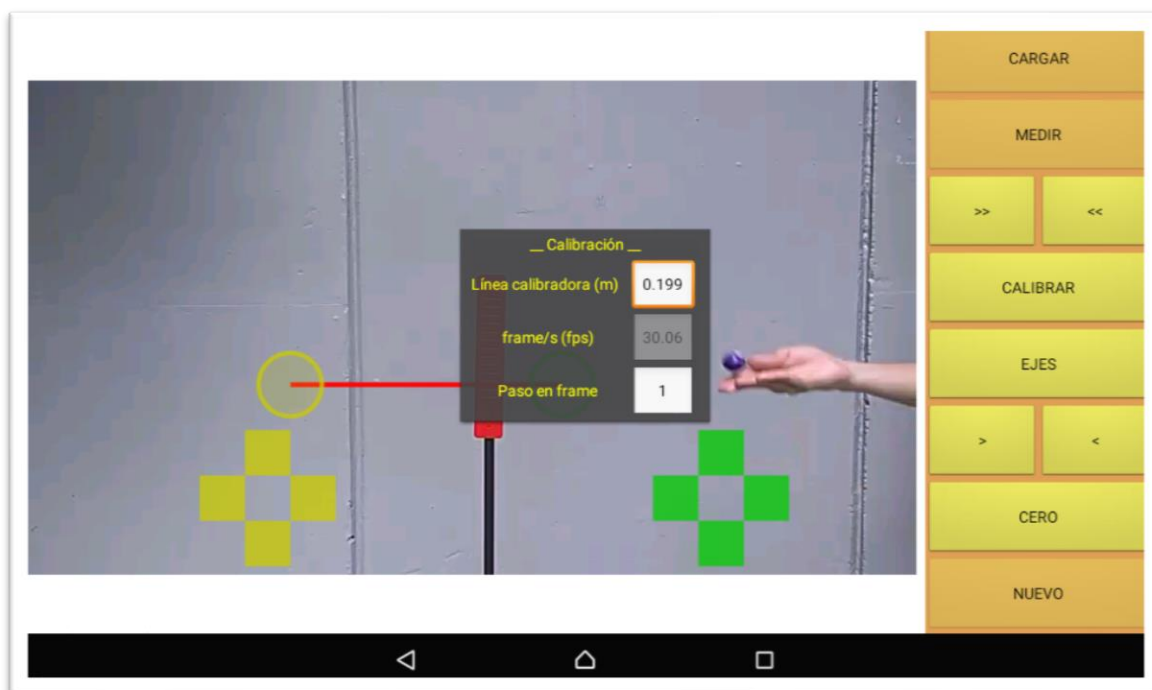 CARGAR
MEDIR
>> <<
__ Calibración __
Línea calibradora (m) 0.199
CALIBRAR
frame/s (fps) 30.06
EJES
Paso en frame 1
> <
CERO
NUEVO